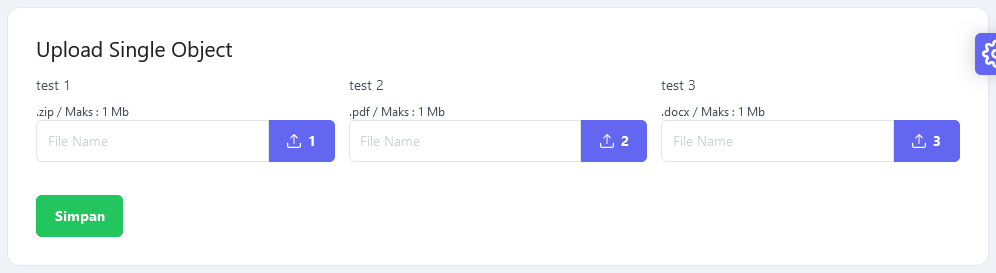 Upload Single Object
test 1 test 2 test 3
.zip / Maks : 1 Mb .pdf / Maks : 1 Mb .docx / Maks : 1 Mb
File Name 1 File Name 2 File Name 3
Simpan